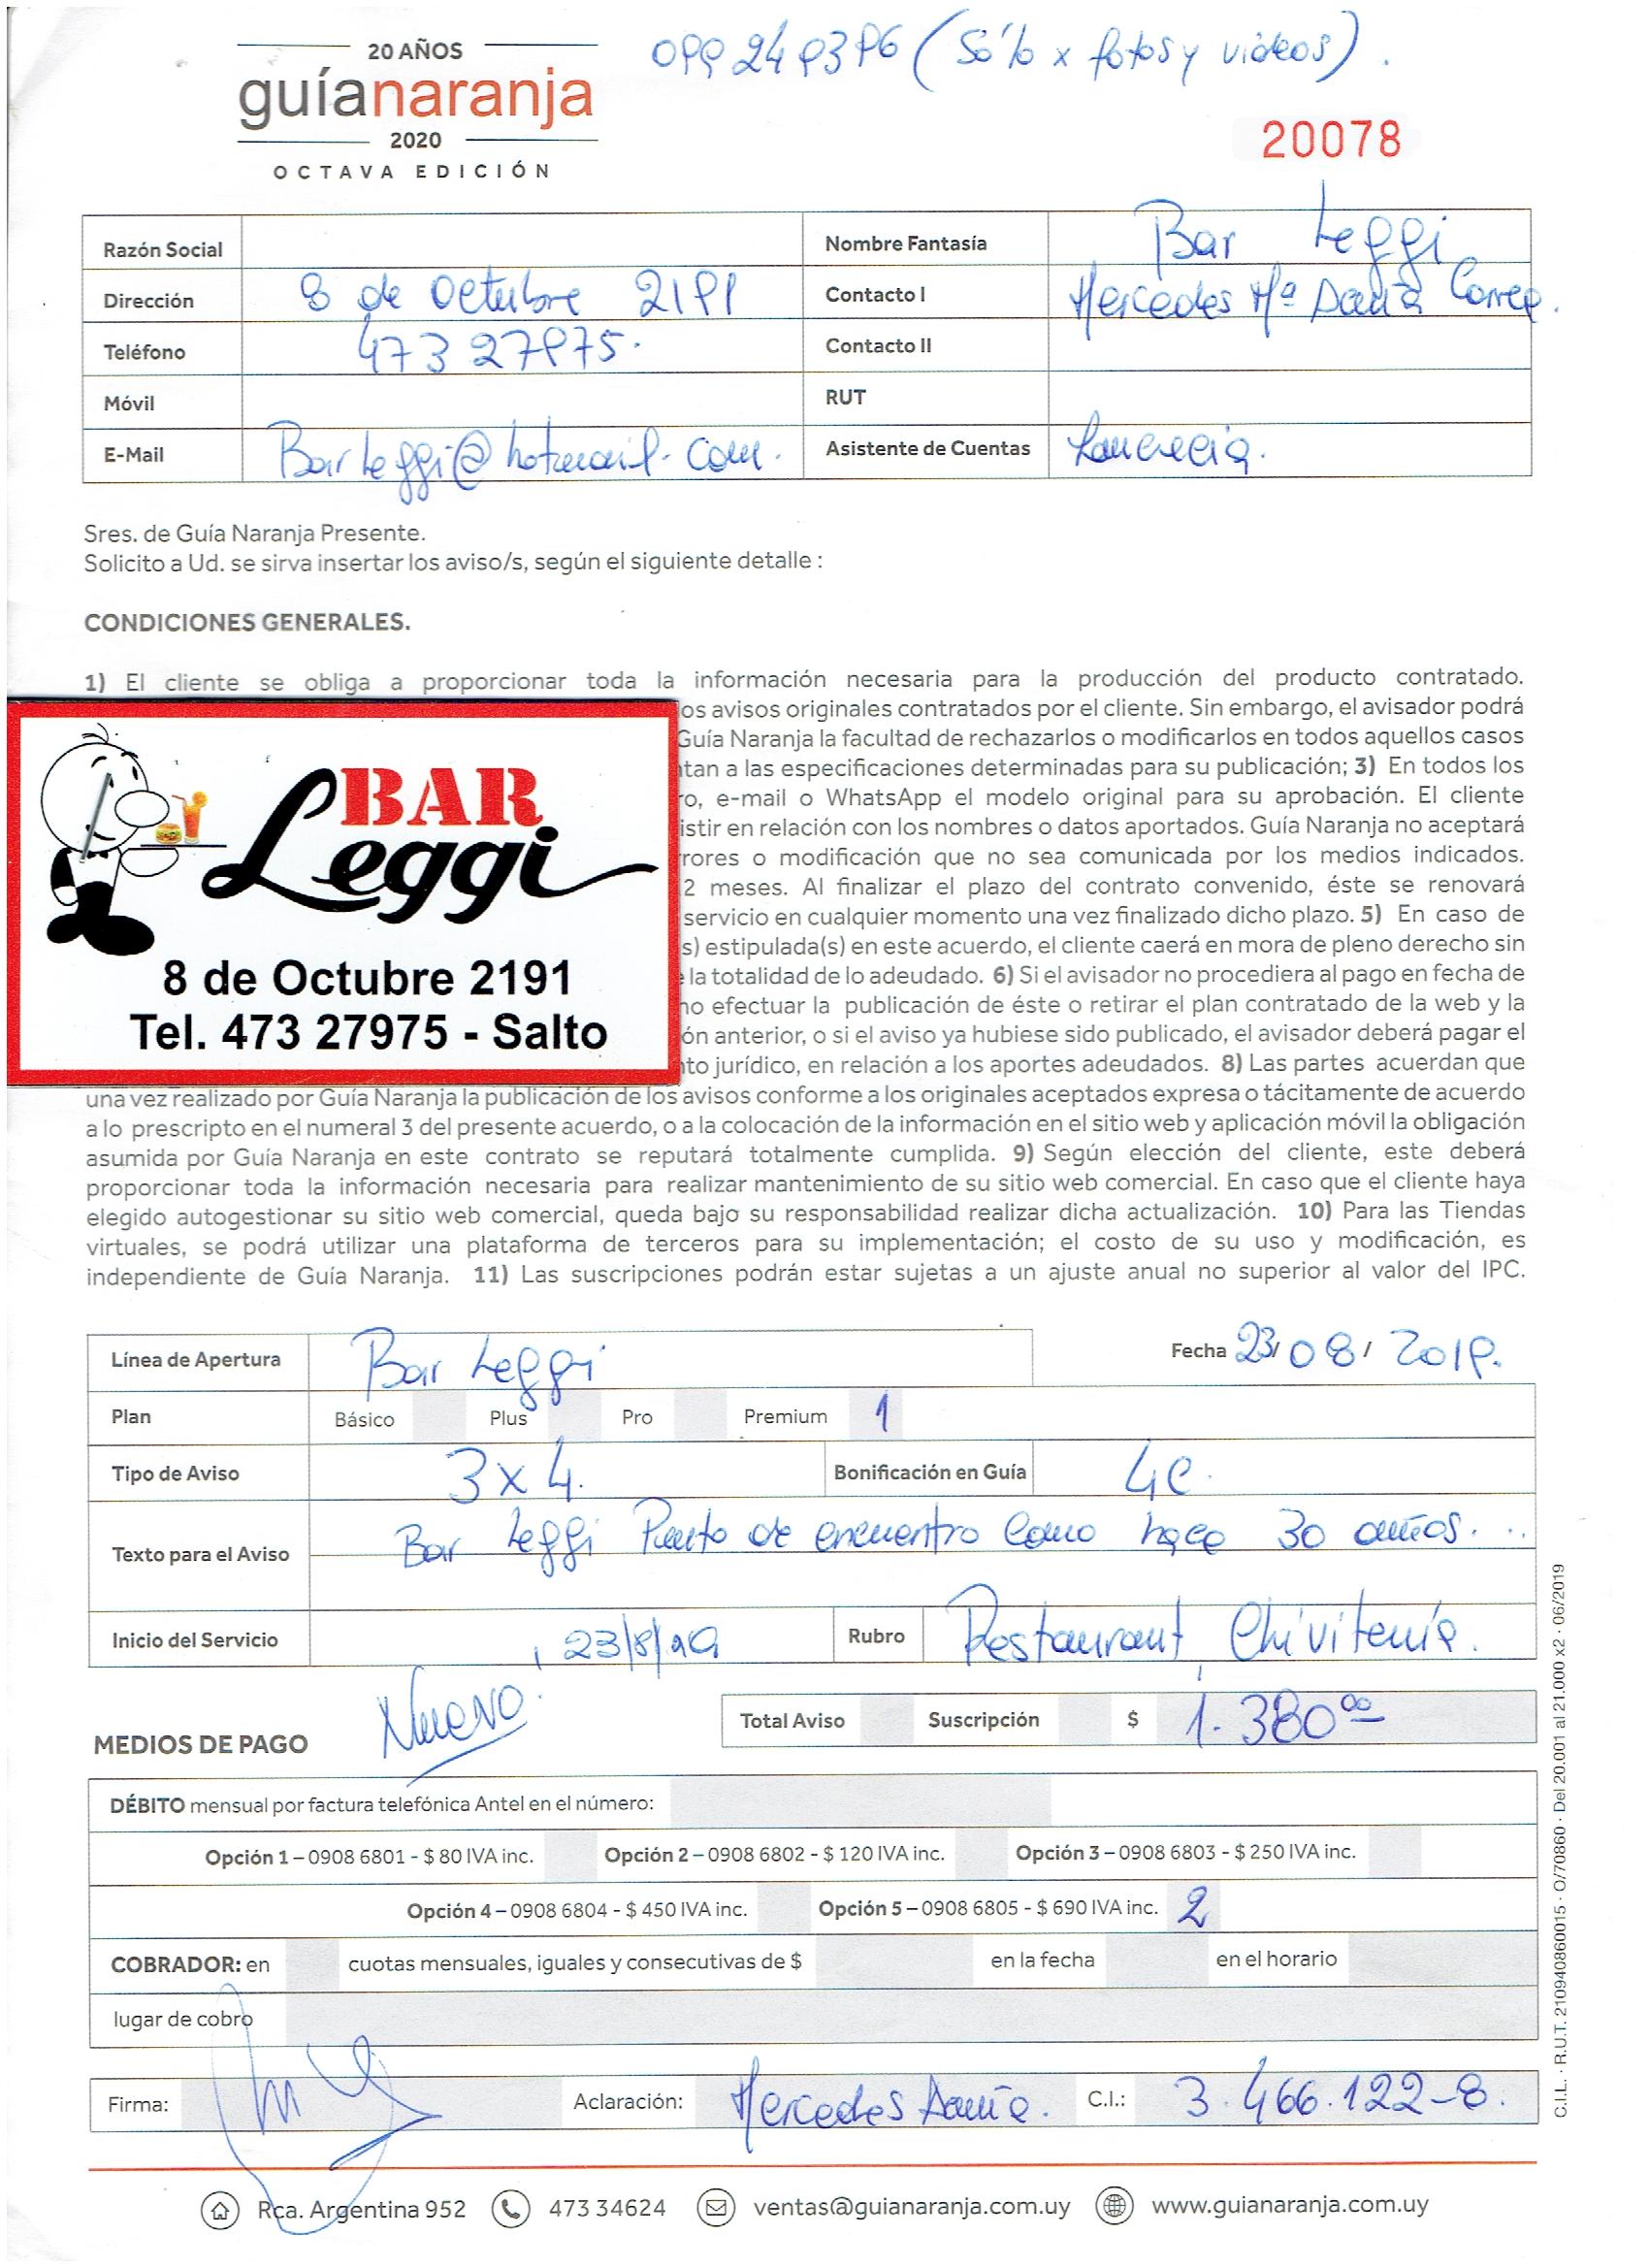 20 AÑOS
099249396 (Sólo x fotos y videos).
guíanaranja
2020
OCTAVA EDICIÓN
20078
Razón Social
Nombre Fantasía Bar Leggi
Dirección 8 de Octubre 2191
Contacto I Mercedes Mª Correa.
Teléfono 473 27975.
Contacto II
Móvil
RUT
E-Mail BarLeggi@hotmail.com.
Asistente de Cuentas
Sres. de Guía Naranja Presente.
Solicito a Ud. se sirva insertar los aviso/s, según el siguiente detalle :
CONDICIONES GENERALES.
1) El cliente se obliga a proporcionar toda la información necesaria para la producción del producto contratado.
os avisos originales contratados por el cliente. Sin embargo, el avisador podrá
Guía Naranja la facultad de rechazarlos o modificarlos en todos aquellos casos
tan a las especificaciones determinadas para su publicación; 3) En todos los
o, e-mail o WhatsApp el modelo original para su aprobación. El cliente
istir en relación con los nombres o datos aportados. Guía Naranja no aceptará
rores o modificación que no sea comunicada por los medios indicados.
2 meses. Al finalizar el plazo del contrato convenido, éste se renovará
servicio en cualquier momento una vez finalizado dicho plazo. 5) En caso de
s) estipulada(s) en este acuerdo, el cliente caerá en mora de pleno derecho sin
la totalidad de lo adeudado. 6) Si el avisador no procediera al pago en fecha de
no efectuar la publicación de éste o retirar el plan contratado de la web y la
ón anterior, o si el aviso ya hubiese sido publicado, el avisador deberá pagar el
to jurídico, en relación a los aportes adeudados. 8) Las partes acuerdan que
BAR
Leggi
8 de Octubre 2191
Tel. 473 27975 - Salto
una vez realizado por Guía Naranja la publicación de los avisos conforme a los originales aceptados expresa o tácitamente de acuerdo
a lo prescripto en el numeral 3 del presente acuerdo, o a la colocación de la información en el sitio web y aplicación móvil la obligación
asumida por Guía Naranja en este contrato se reputará totalmente cumplida. 9) Según elección del cliente, este deberá
proporcionar toda la información necesaria para realizar mantenimiento de su sitio web comercial. En caso que el cliente haya
elegido autogestionar su sitio web comercial, queda bajo su responsabilidad realizar dicha actualización. 10) Para las Tiendas
virtuales, se podrá utilizar una plataforma de terceros para su implementación; el costo de su uso y modificación, es
independiente de Guía Naranja. 11) Las suscripciones podrán estar sujetas a un ajuste anual no superior al valor del IPC.
Línea de Apertura Bar Leggi
Fecha 23/08/2019.
Plan Básico Plus Pro Premium 1
Tipo de Aviso 3x4. Bonificación en Guía 4C.
Texto para el Aviso Bar Leggi Punto de encuentro como hace 30 años...
Inicio del Servicio 23/8/19 Rubro Restaurant Chivitería.
Nuevo
Total Aviso Suscripción $ 1.380⁰⁰
MEDIOS DE PAGO
DÉBITO mensual por factura telefónica Antel en el número:
Opción 1 – 0908 6801 - $ 80 IVA inc. Opción 2 – 0908 6802 - $ 120 IVA inc. Opción 3 – 0908 6803 - $ 250 IVA inc.
Opción 4 – 0908 6804 - $ 450 IVA inc. Opción 5 – 0908 6805 - $ 690 IVA inc. 2
COBRADOR: en cuotas mensuales, iguales y consecutivas de $ en la fecha en el horario
lugar de cobro
Firma: Aclaración: Mercedes C.I.: 3.466.122-8.
Rca. Argentina 952 473 34624 ventas@guianaranja.com.uy www.guianaranja.com.uy
C.I.L. · R.U.T. 210940860015 · O/70860 · Del 20.001 al 21.000 x2 · 06/2019